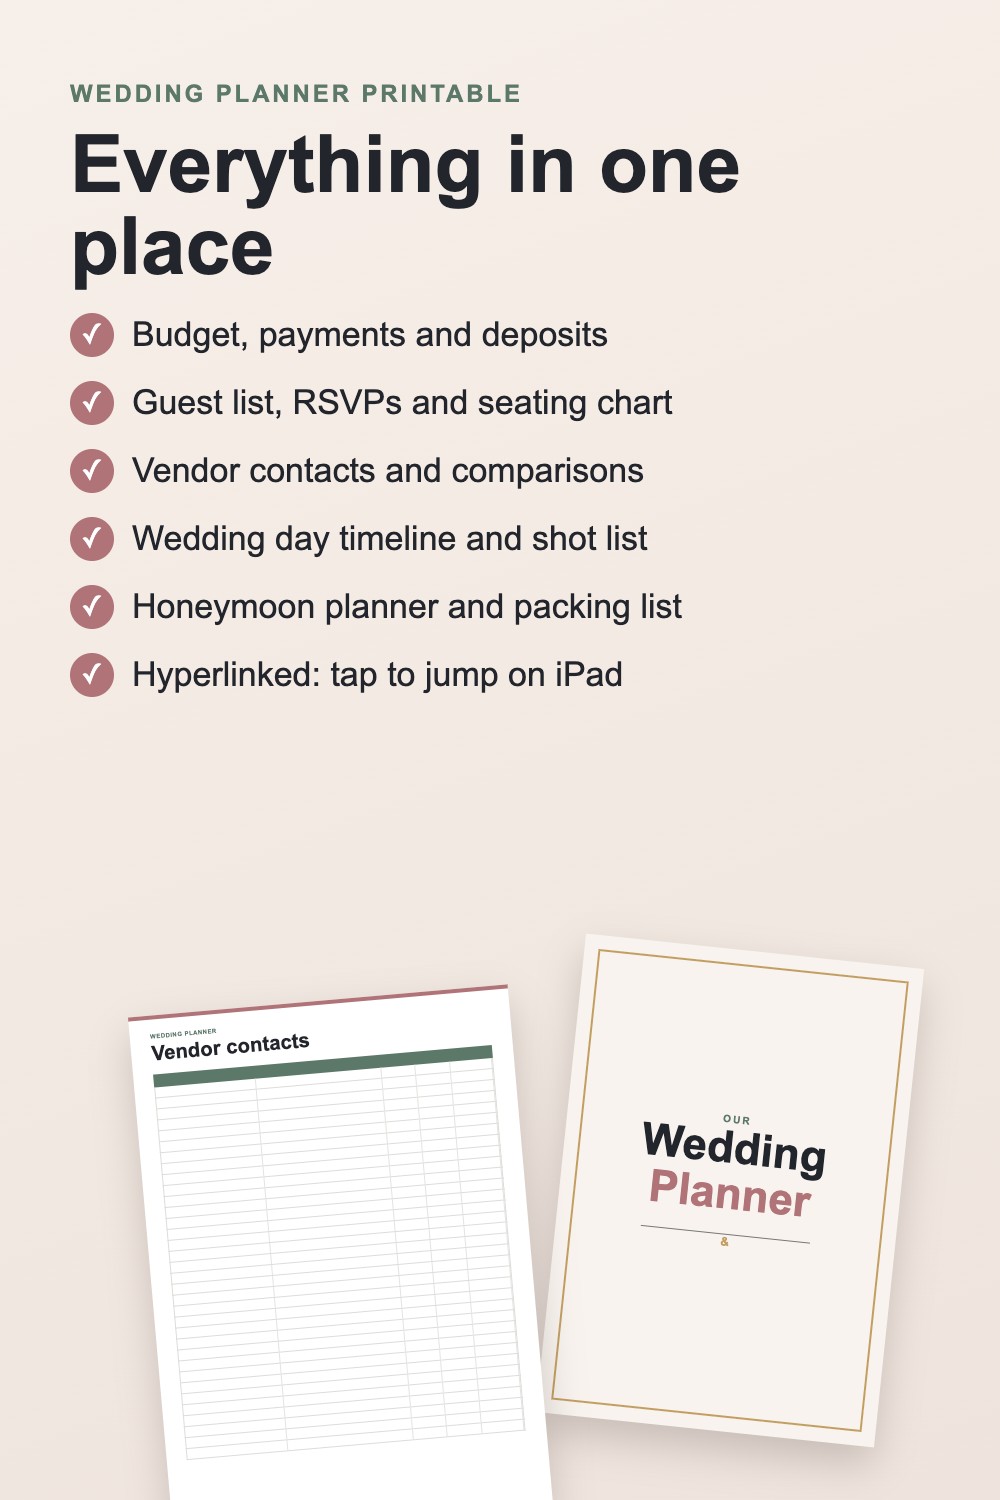 WEDDING PLANNER PRINTABLE
Everything in one
place
Budget, payments and deposits
Guest list, RSVPs and seating chart
Vendor contacts and comparisons
Wedding day timeline and shot list
Honeymoon planner and packing list
Hyperlinked: tap to jump on iPad
WEDDING PLANNER
Vendor contacts
OUR
Wedding
Planner
&